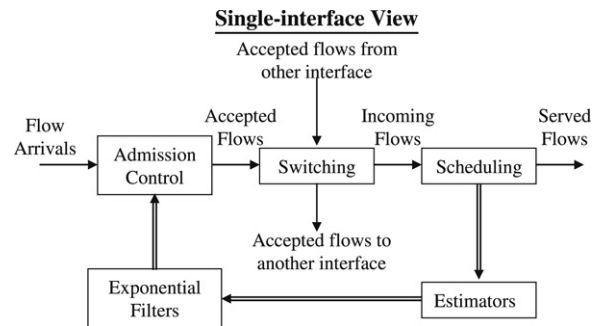 Single-interface View
Accepted flows from
other interface
Flow
Arrivals
Accepted
Flows
Incoming
Flows
Served
Flows
Admission
Control
Switching
Scheduling
Accepted flows to
another interface
Exponential
Filters
Estimators